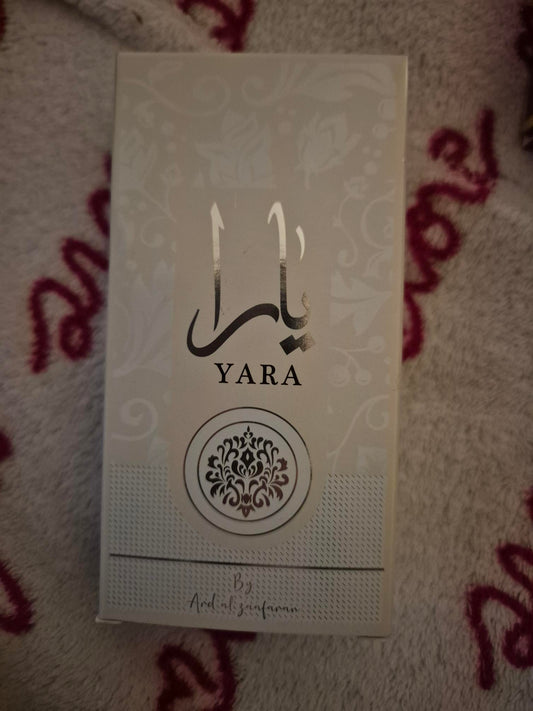 يارا
YARA
By
Ard al zaafaran